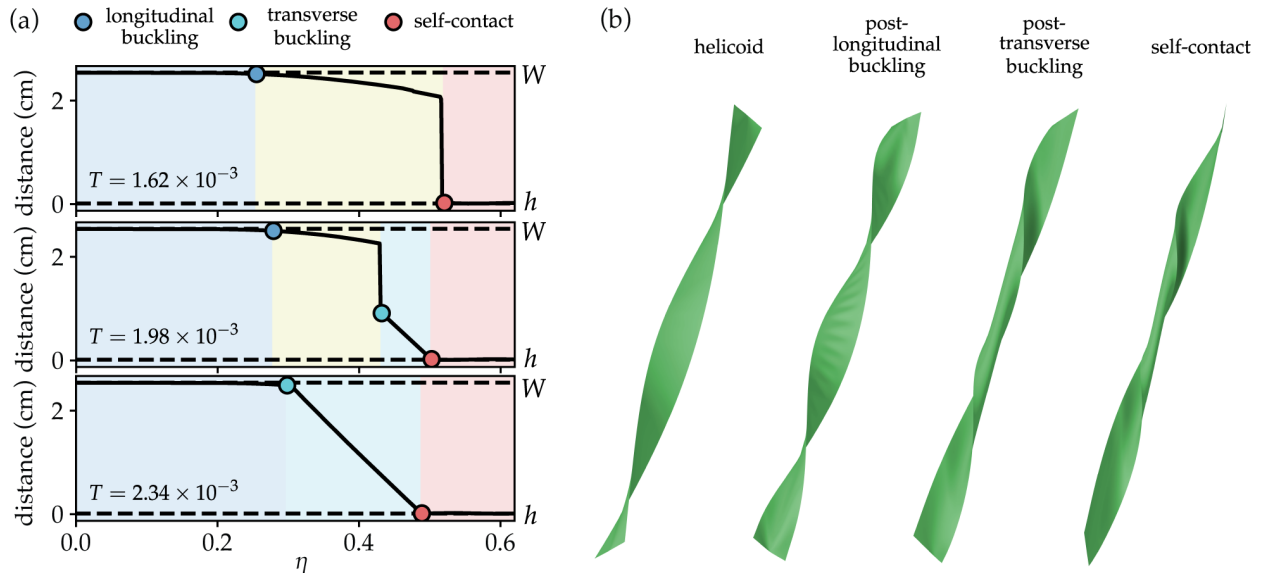 (a)
longitudinal
buckling
transverse
buckling
self-contact
distance (cm)
2
0
T = 1.62 × 10⁻³
W
h
distance (cm)
2
0
T = 1.98 × 10⁻³
W
h
distance (cm)
2
0
T = 2.34 × 10⁻³
W
h
0.0
0.2
0.4
0.6
η
(b)
helicoid
post-
longitudinal
buckling
post-
transverse
buckling
self-contact